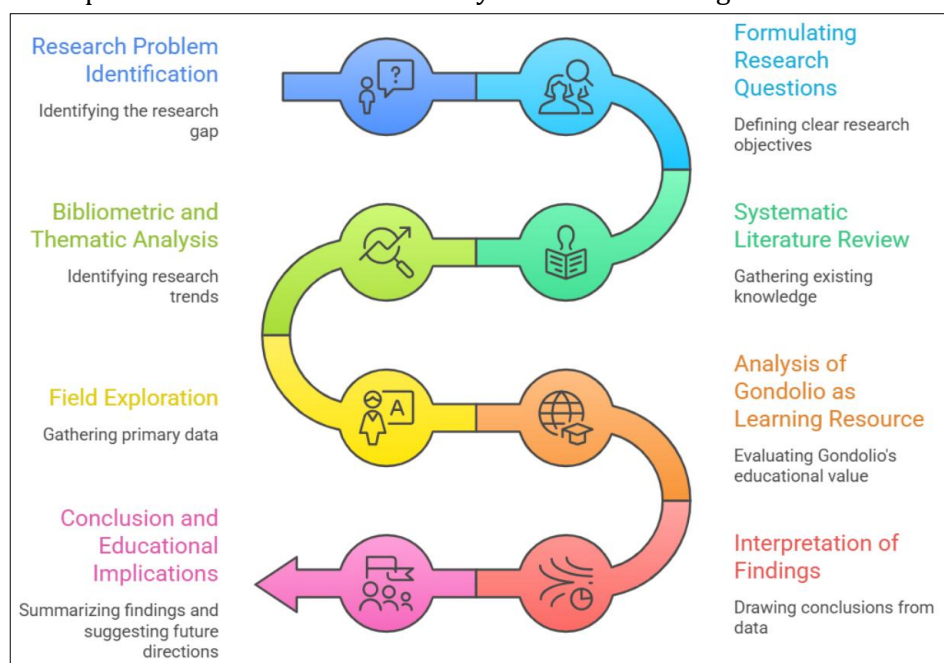 Research Problem
Identification
Identifying the research
gap
?
Formulating
Research
Questions
Defining clear research
objectives
Systematic
Literature Review
Gathering existing
knowledge
Bibliometric and
Thematic Analysis
Identifying research
trends
Field Exploration
Gathering primary data
A
Analysis of
Gondolio as
Learning Resource
Evaluating Gondolio's
educational value
Interpretation of
Findings
Drawing conclusions from
data
Conclusion and
Educational
Implications
Summarizing findings and
suggesting future
directions